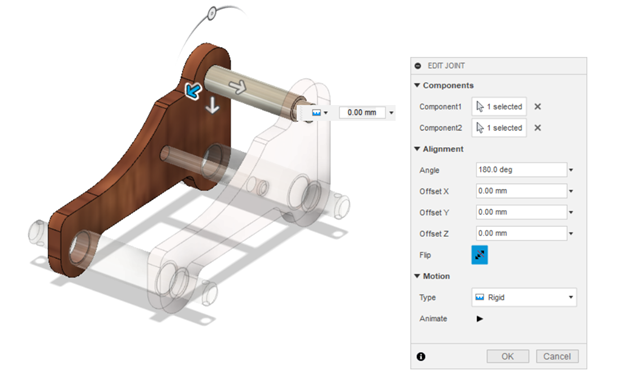 EDIT JOINT
Components
Component1 1 selected
Component2 1 selected
Alignment
Angle 180.0 deg
Offset X 0.00 mm
Offset Y 0.00 mm
Offset Z 0.00 mm
Flip
Motion
Type Rigid
Animate
OK Cancel
0.00 mm